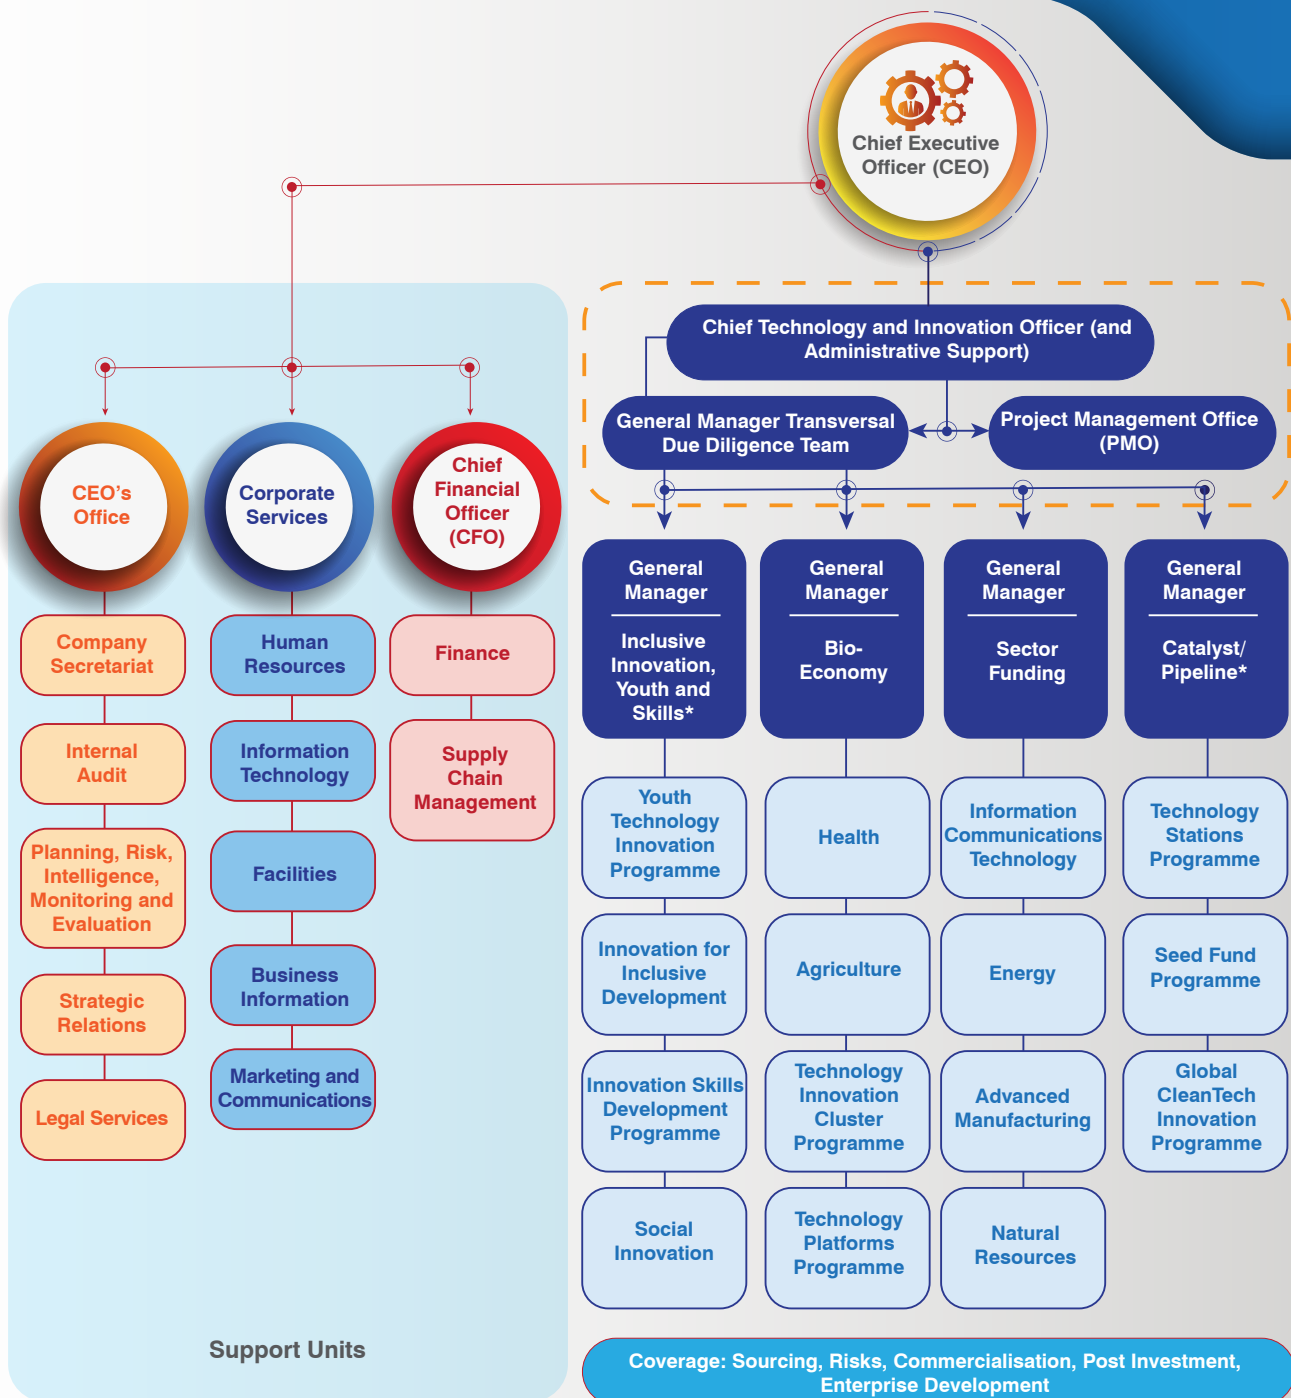 Chief Executive
Officer (CEO)
Chief Technology and Innovation Officer (and
Administrative Support)
General Manager Transversal
Due Diligence Team
Project Management Office
(PMO)
CEO's
Office
Corporate
Services
Chief
Financial
Officer
(CFO)
Company
Secretariat
Internal
Audit
Planning, Risk,
Intelligence,
Monitoring and
Evaluation
Strategic
Relations
Legal Services
Human
Resources
Information
Technology
Facilities
Business
Information
Marketing and
Communications
Finance
Supply
Chain
Management
Support Units
General
Manager
Inclusive
Innovation,
Youth and
Skills*
Youth
Technology
Innovation
Programme
Innovation for
Inclusive
Development
Innovation Skills
Development
Programme
Social
Innovation
General
Manager
Bio-
Economy
Health
Agriculture
Technology
Innovation
Cluster
Programme
Technology
Platforms
Programme
General
Manager
Sector
Funding
Information
Communications
Technology
Energy
Advanced
Manufacturing
Natural
Resources
General
Manager
Catalyst/
Pipeline*
Technology
Stations
Programme
Seed Fund
Programme
Global
CleanTech
Innovation
Programme
Coverage: Sourcing, Risks, Commercialisation, Post Investment,
Enterprise Development